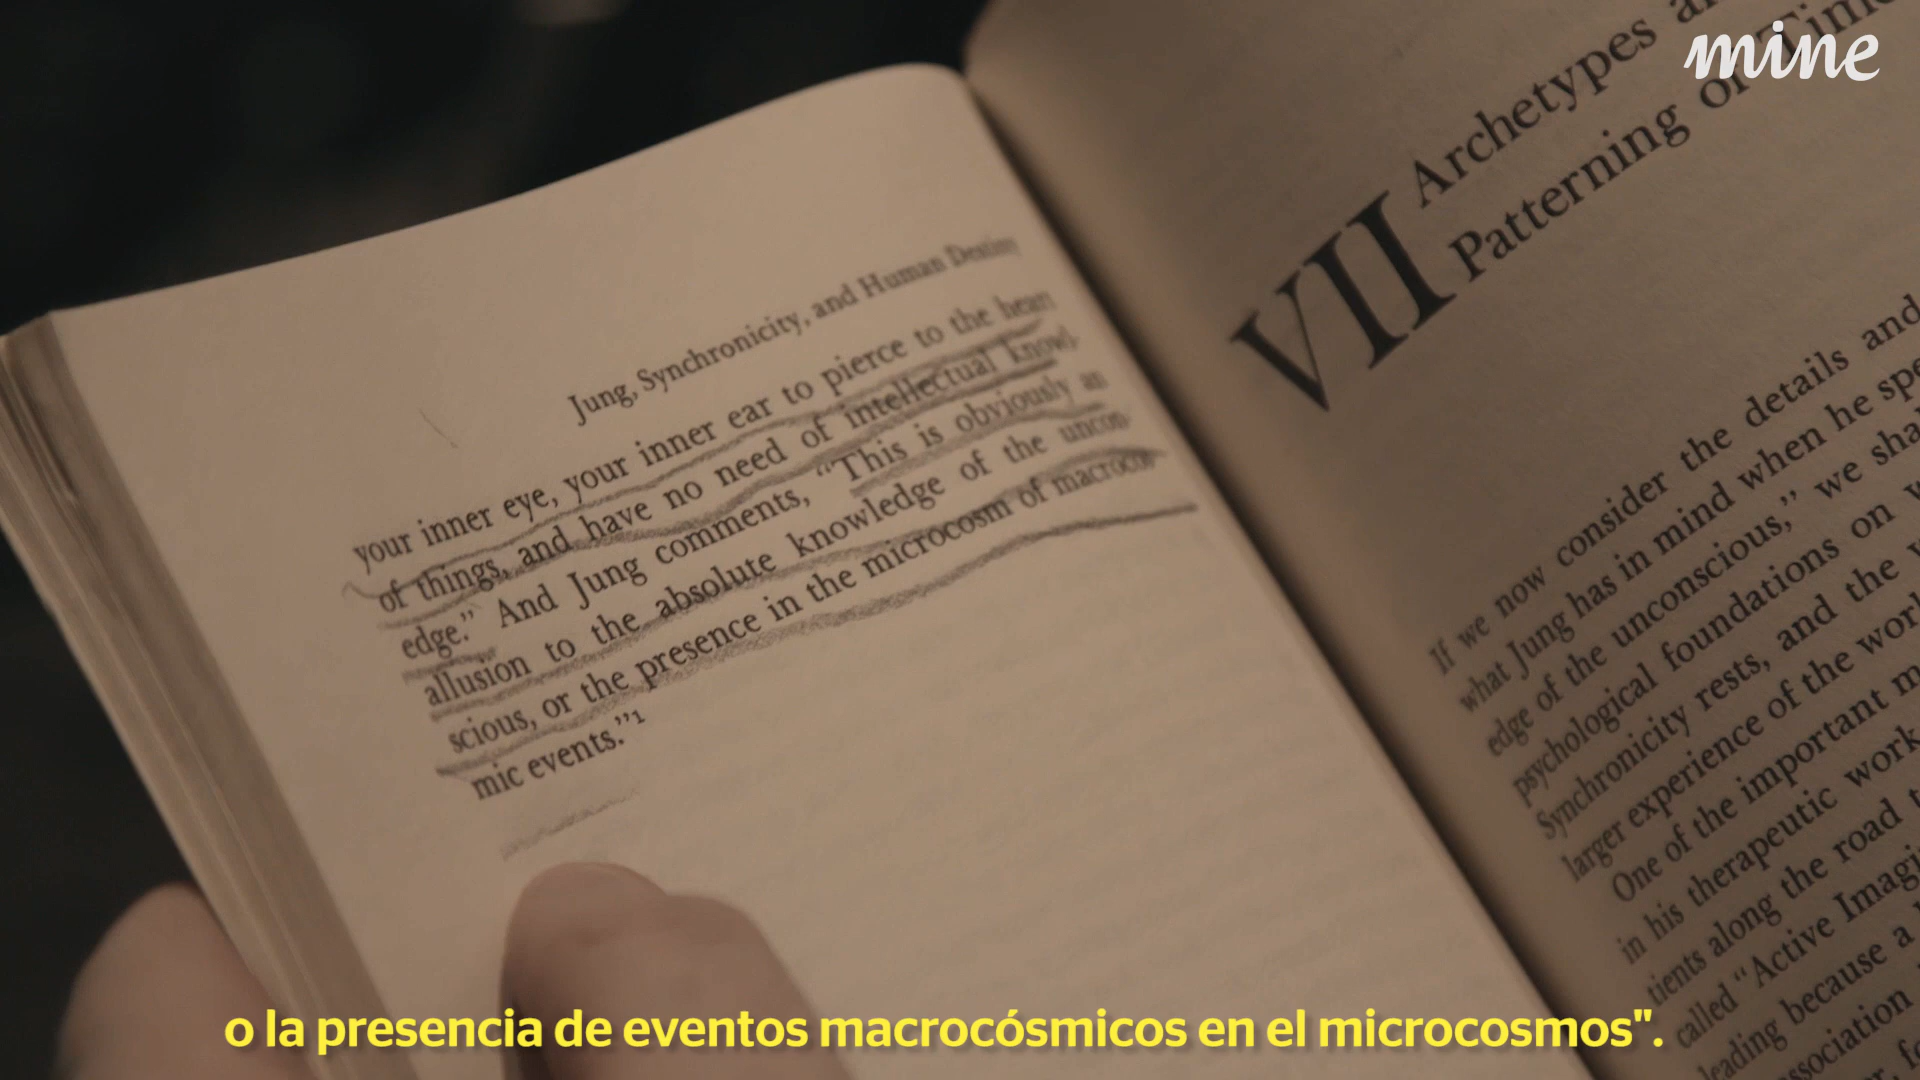 mine
Jung, Synchronicity, and Human Destiny
your inner eye, your inner ear to pierce to the heart
of things, and have no need of intellectual knowl-
edge.” And Jung comments, “This is obviously an
allusion to the absolute knowledge of the uncon-
scious, or the presence in the microcosm of macrocos-
mic events.”1
VII Archetypes
Patterning of Time
If we now consider the details and
what Jung has in mind when he
edge of the unconscious,” we
psychological foundations on
Synchronicity rests, and the
larger experience of the
One of the important
in his therapeutic work
tients along the road
called “Active
leading because a
o la presencia de eventos macrocósmicos en el microcosmos".